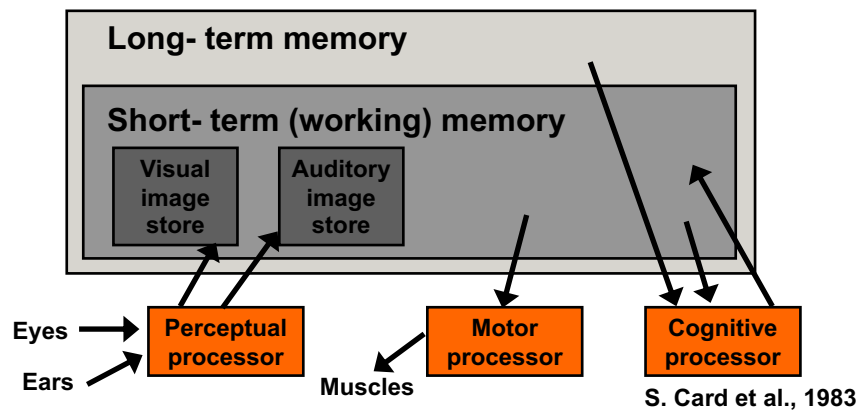 Long- term memory
Short- term (working) memory
Visual
image
store
Auditory
image
store
Eyes
Ears
Perceptual
processor
Muscles
Motor
processor
Cognitive
processor
S. Card et al., 1983